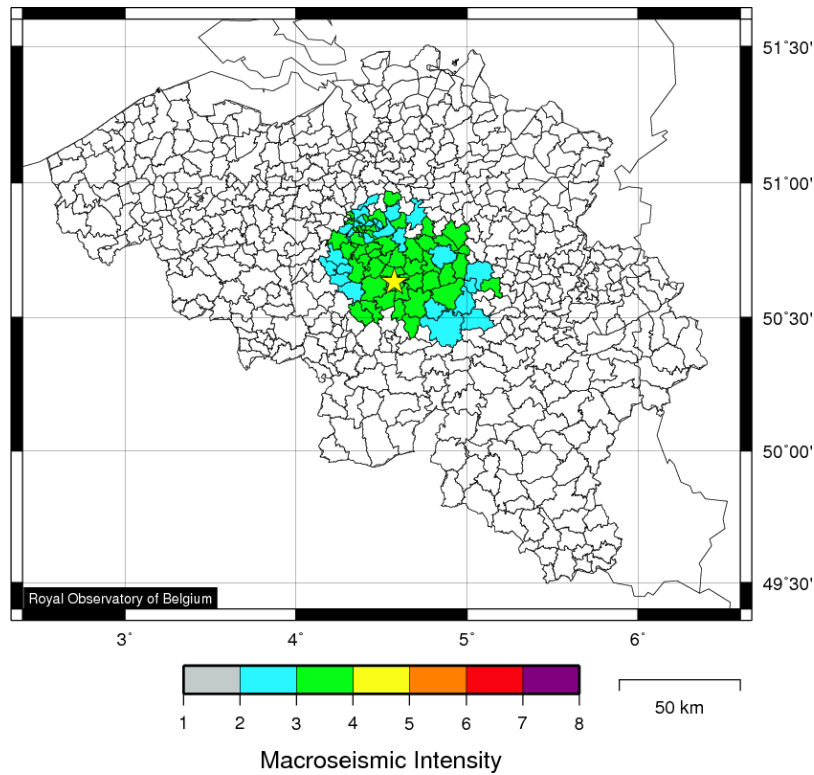 51˚30'
51˚00'
50˚30'
50˚00'
49˚30'
Royal Observatory of Belgium
3˚ 4˚ 5˚ 6˚
1 2 3 4 5 6 7 8
50 km
Macroseismic Intensity